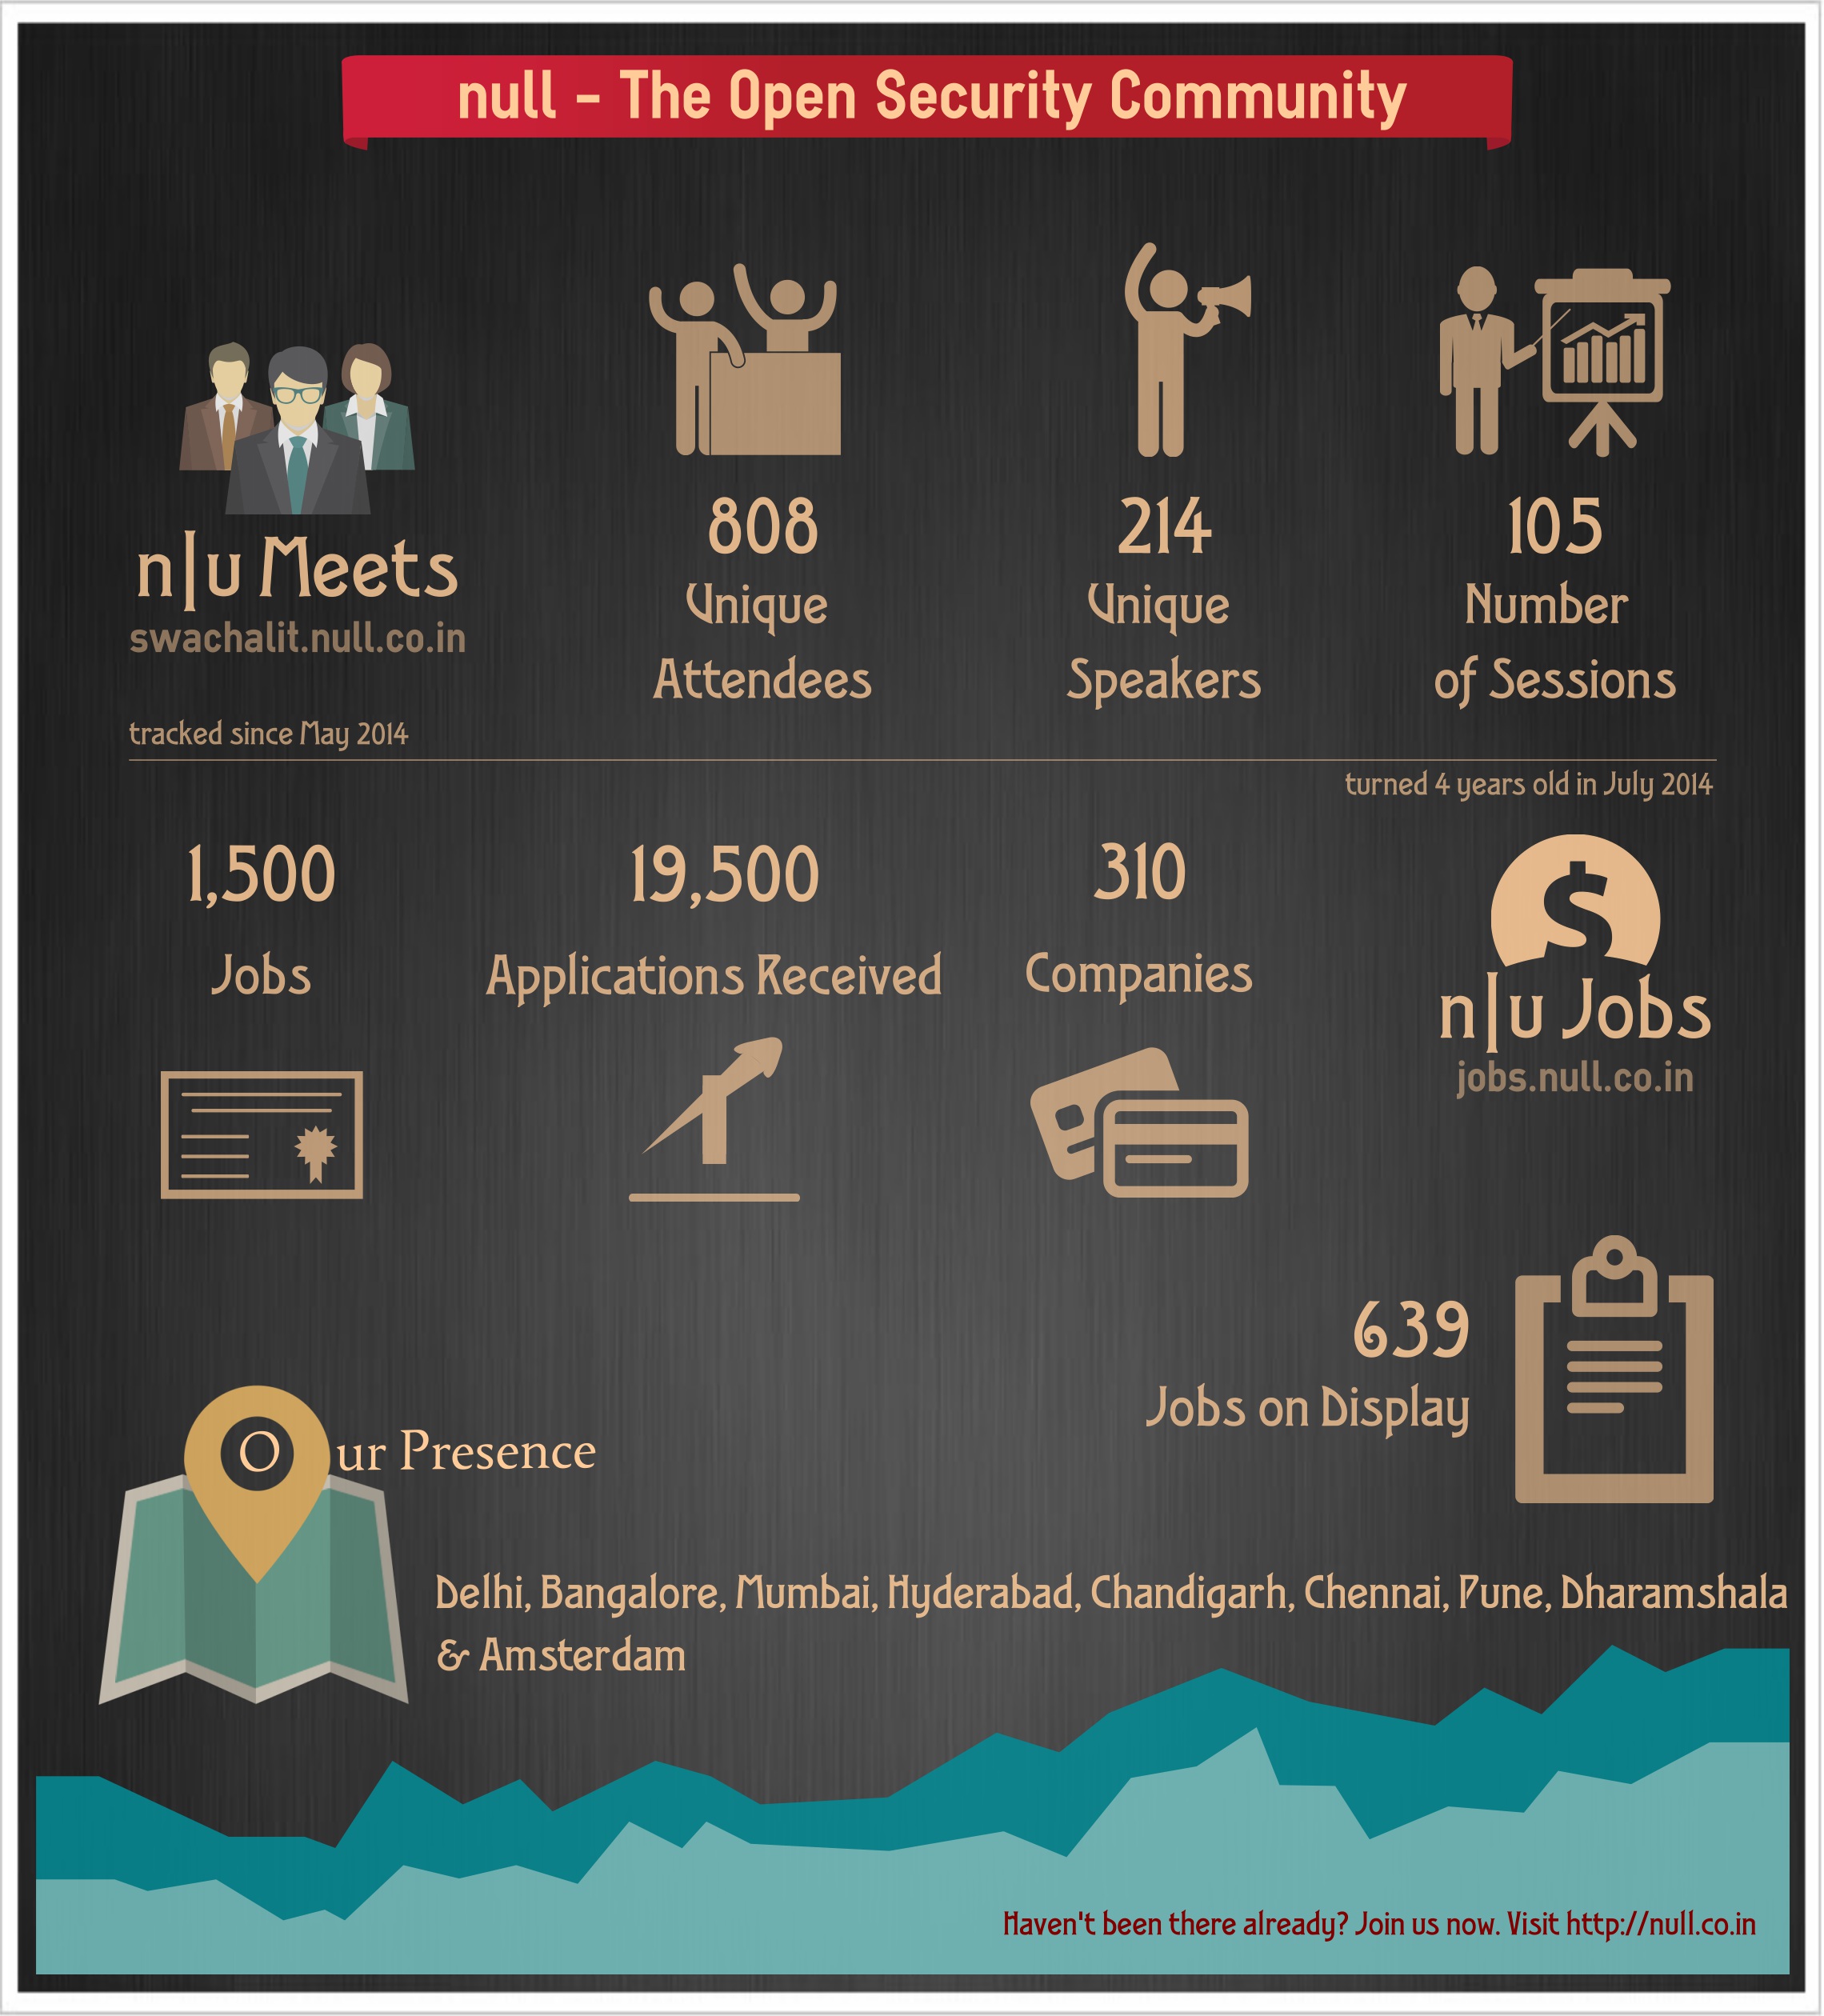 null - The Open Security Community
n|u Meets
swachalit.null.co.in
tracked since May 2014
808
Unique
Attendees
214
Unique
Speakers
105
Number
of Sessions
turned 4 years old in July 2014
1,500
Jobs
19,500
Applications Received
310
Companies
$
n|u Jobs
jobs.null.co.in
639
Jobs on Display
Our Presence
Delhi, Bangalore, Mumbai, Hyderabad, Chandigarh, Chennai, Pune, Dharamshala
& Amsterdam
Haven't been there already? Join us now. Visit http://null.co.in